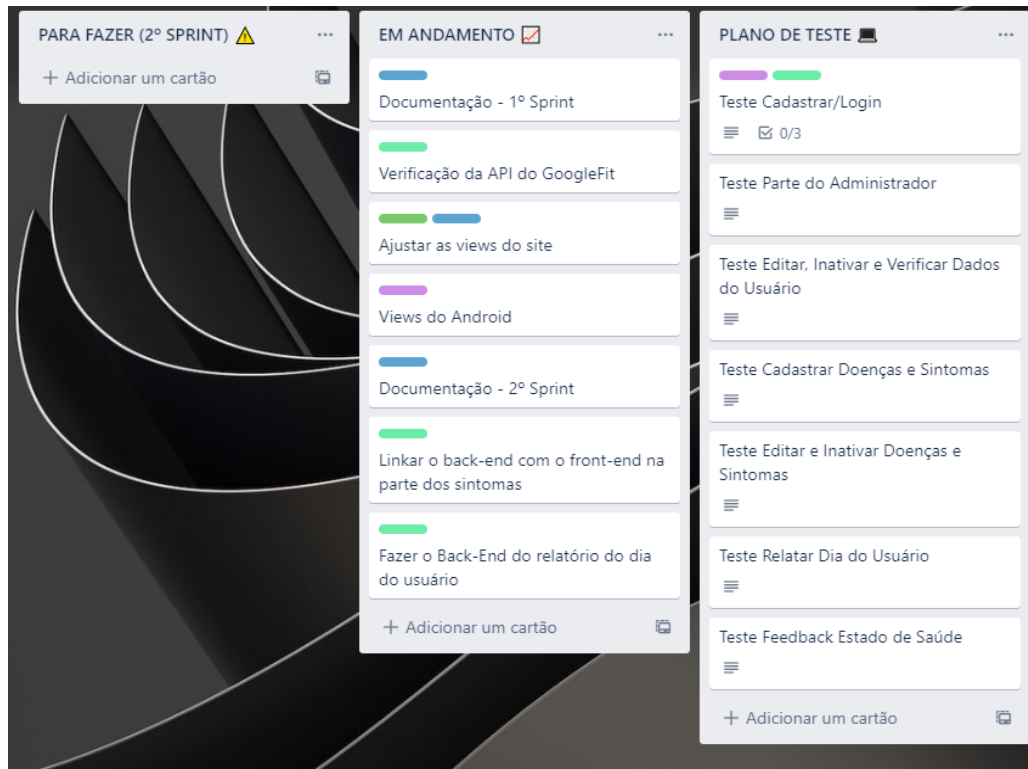 PARA FAZER (2º SPRINT) ⚠️
+ Adicionar um cartão
EM ANDAMENTO 📈
Documentação - 1º Sprint
Verificação da API do GoogleFit
Ajustar as views do site
Views do Android
Documentação - 2º Sprint
Linkar o back-end com o front-end na
parte dos sintomas
Fazer o Back-End do relatório do dia
do usuário
+ Adicionar um cartão
PLANO DE TESTE 💻
Teste Cadastrar/Login
0/3
Teste Parte do Administrador
Teste Editar, Inativar e Verificar Dados
do Usuário
Teste Cadastrar Doenças e Sintomas
Teste Editar e Inativar Doenças e
Sintomas
Teste Relatar Dia do Usuário
Teste Feedback Estado de Saúde
+ Adicionar um cartão